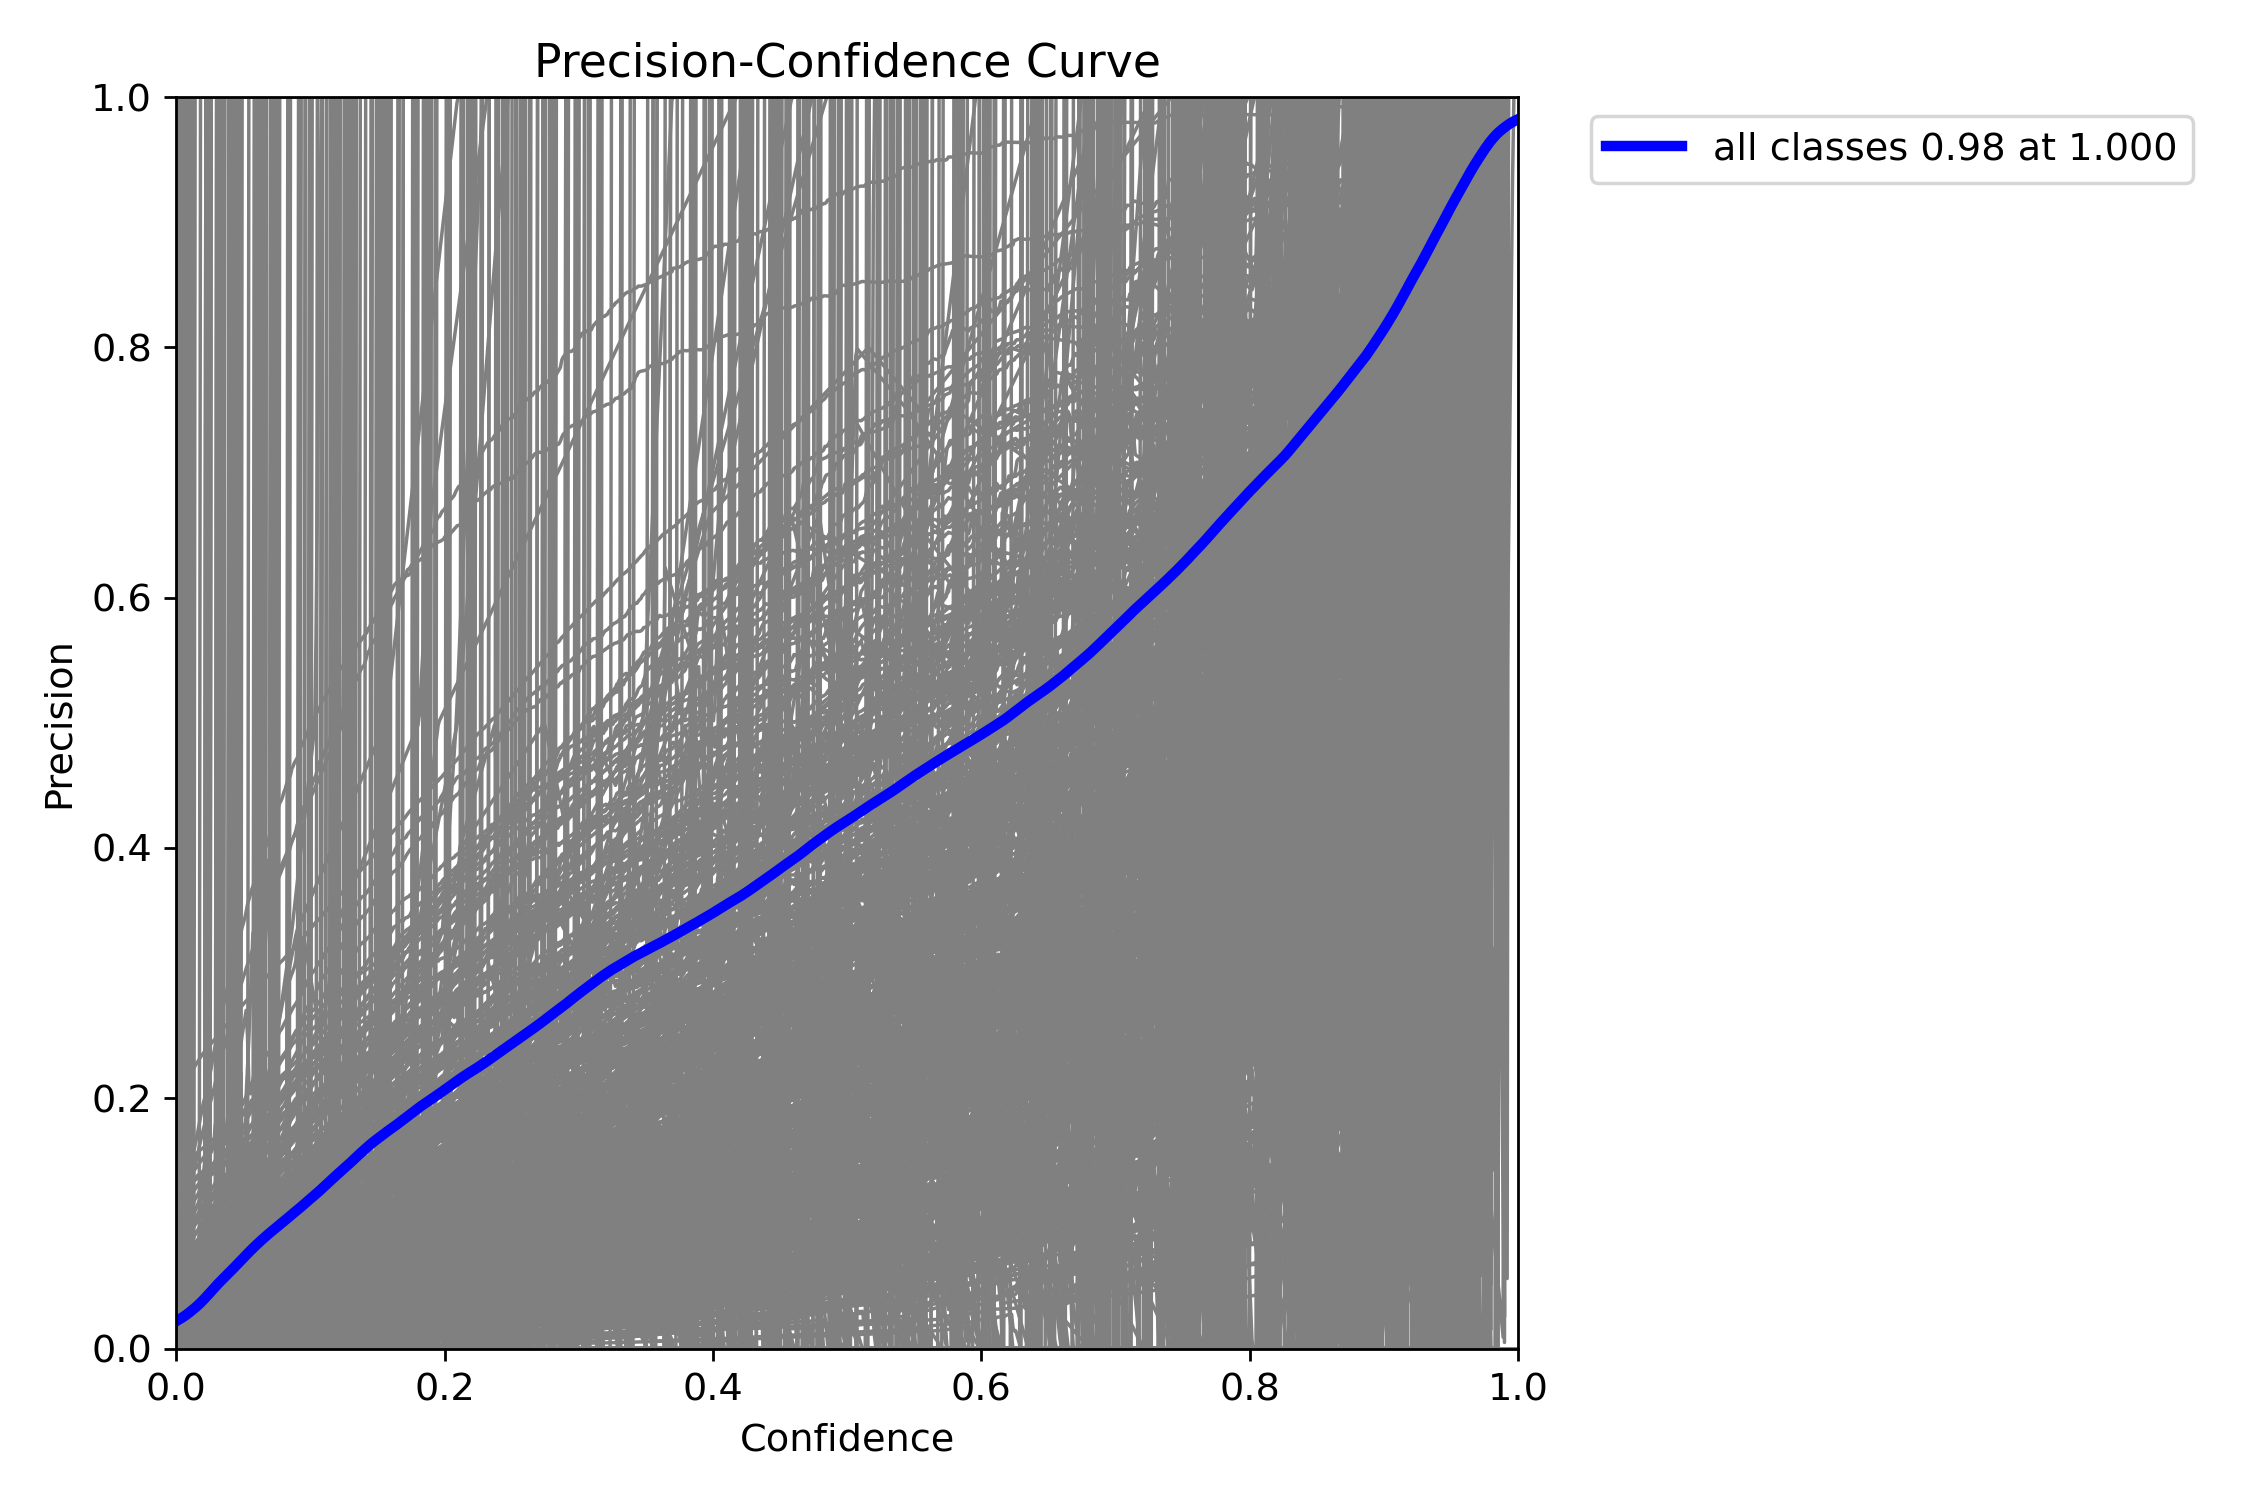 Precision-Confidence Curve
all classes 0.98 at 1.000
Precision
1.0
0.8
0.6
0.4
0.2
0.0
0.0 0.2 0.4 0.6 0.8 1.0
Confidence